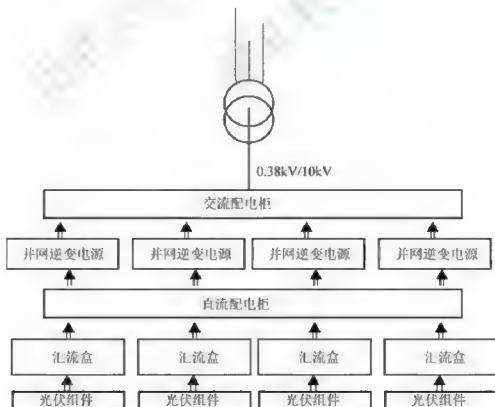 0.38kV/10kV
交流配电柜
并网逆变电源 并网逆变电源 并网逆变电源 并网逆变电源
直流配电柜
汇流盒 汇流盒 汇流盒 汇流盒
光伏组件 光伏组件 光伏组件 光伏组件